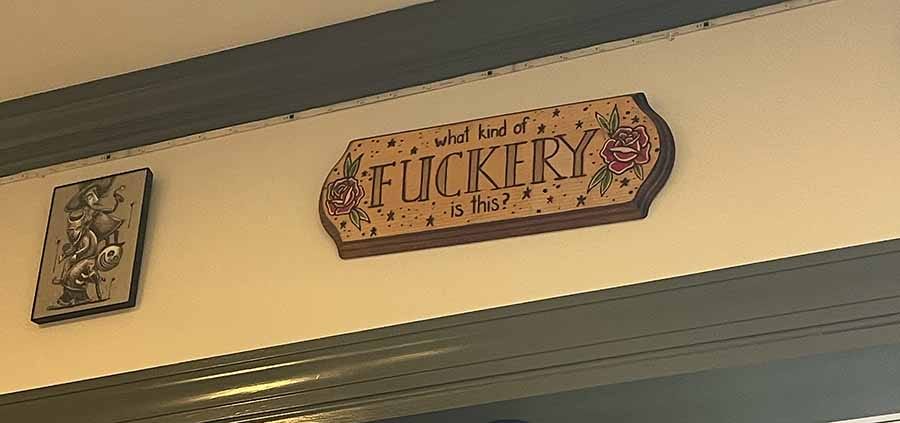 what kind of
FUCKERY
is this?